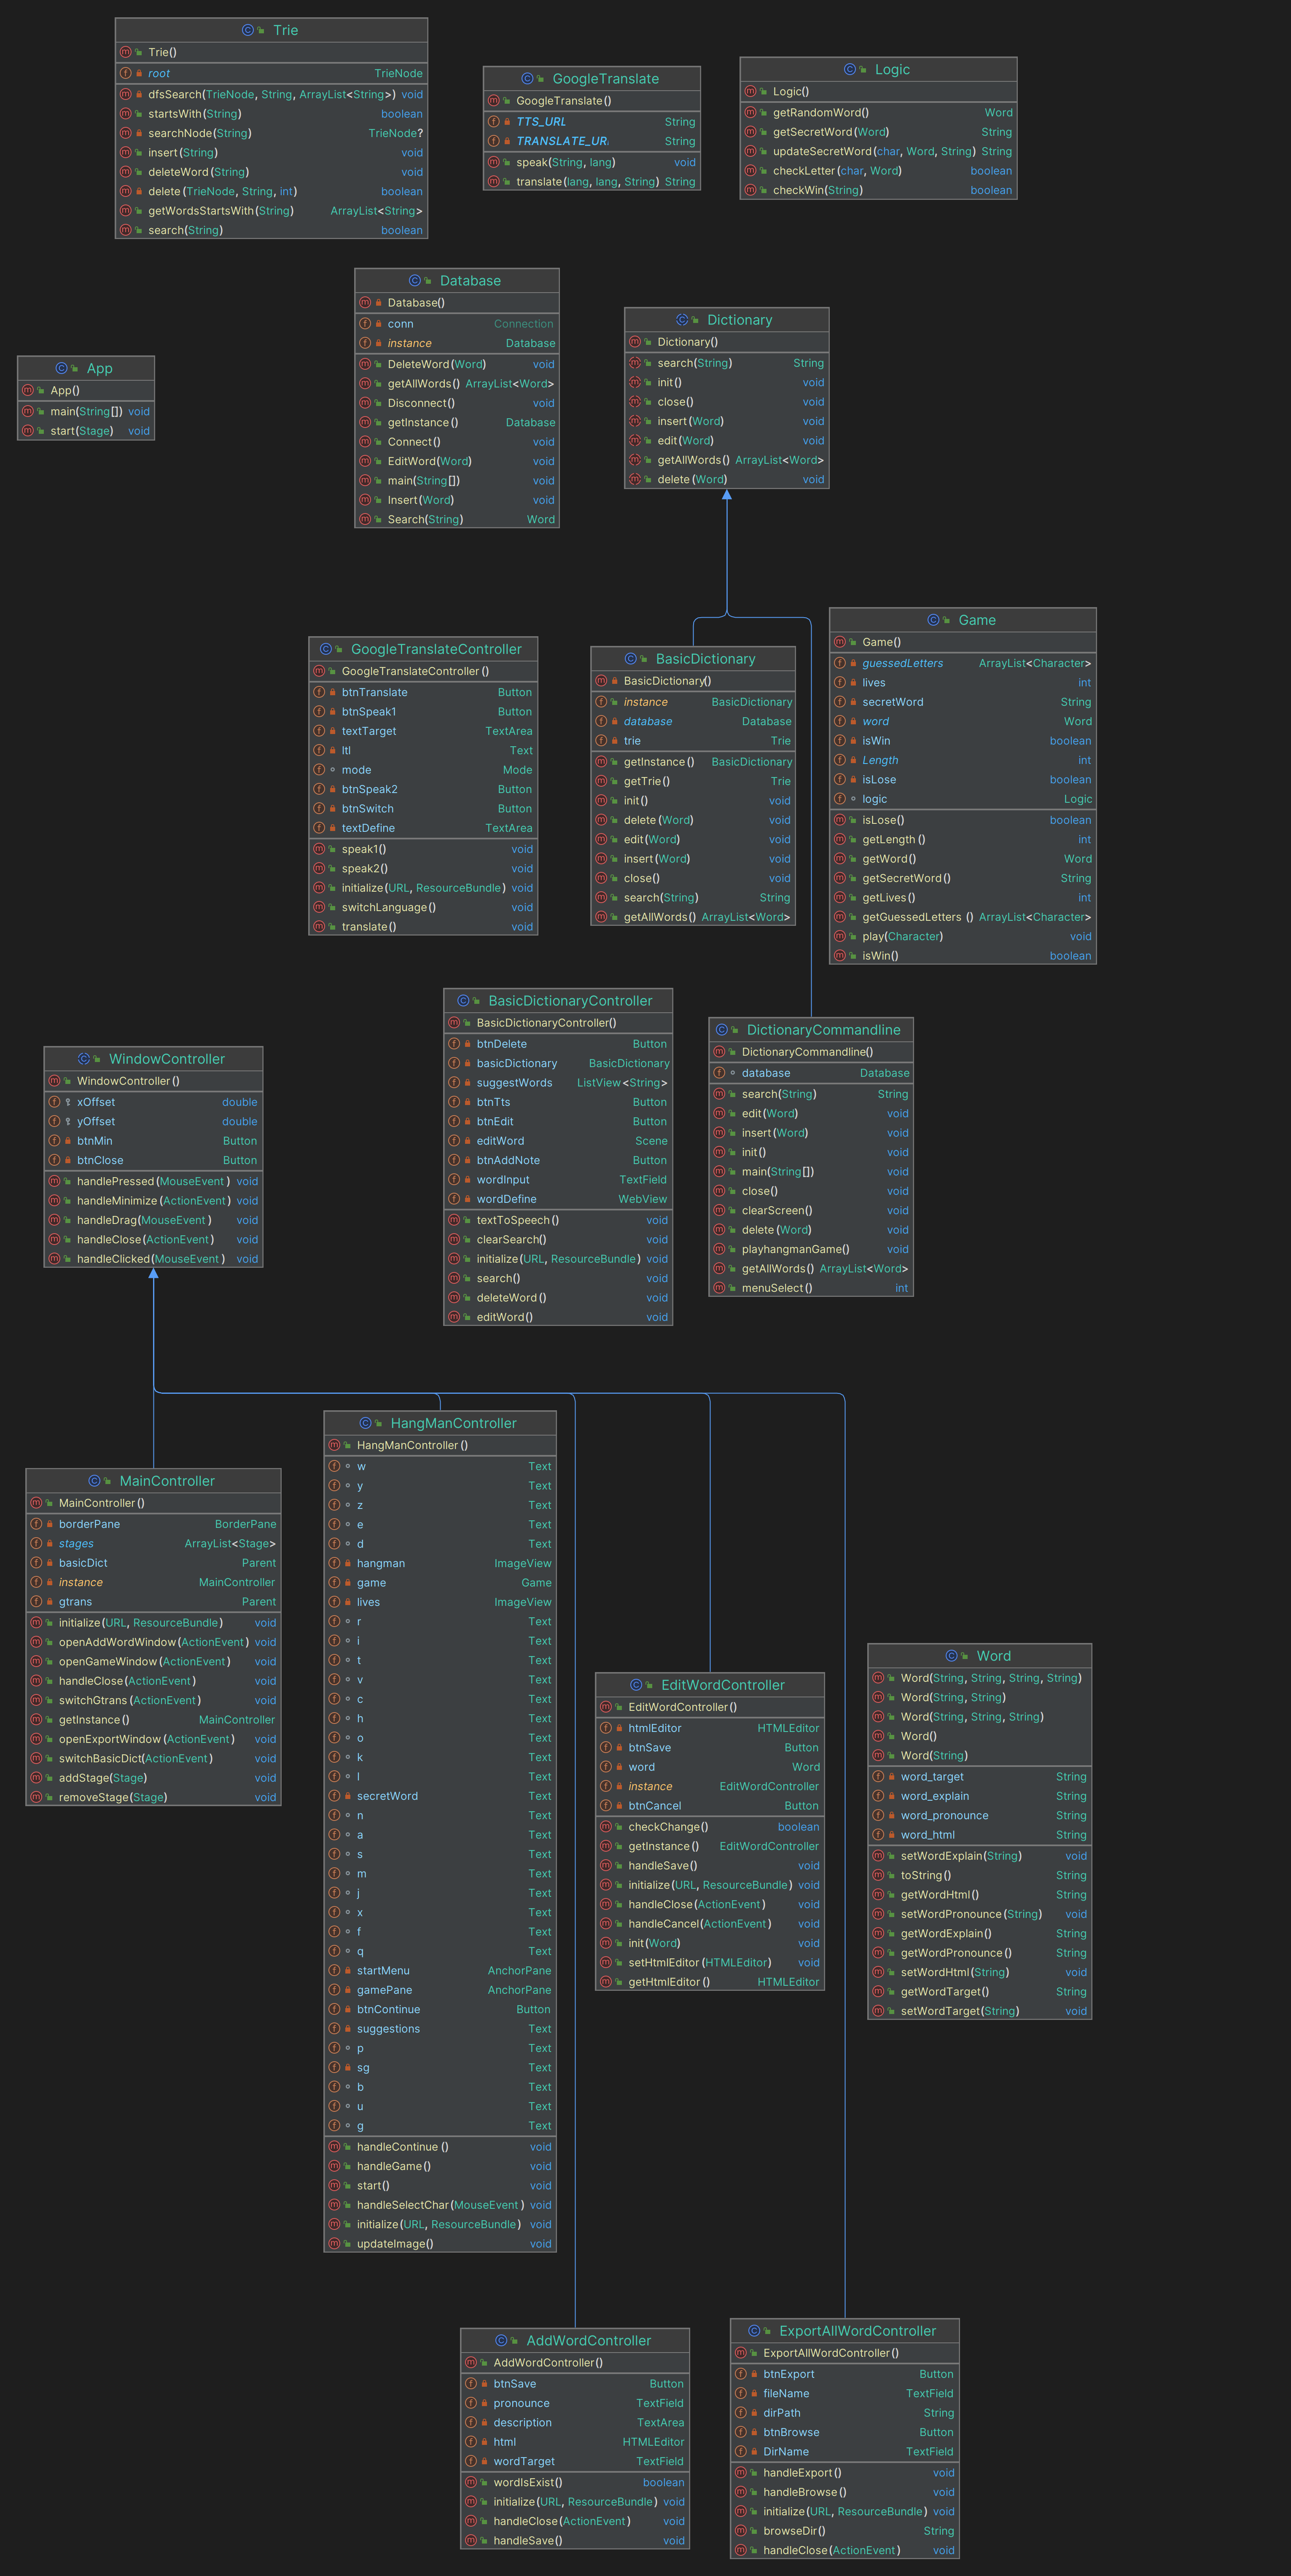 Trie
Trie()
root TrieNode
dfsSearch(TrieNode, String, ArrayList<String>) void
startsWith(String) boolean
searchNode(String) TrieNode?
insert(String) void
deleteWord(String) void
delete(TrieNode, String, int) boolean
getWordsStartsWith(String) ArrayList<String>
search(String) boolean
GoogleTranslate
GoogleTranslate()
TTS_URL String
TRANSLATE_UR String
speak(String, lang) void
translate(lang, lang, String) String
Logic
Logic()
getRandomWord() Word
getSecretWord(Word) String
updateSecretWord(char, Word, String) String
checkLetter(char, Word) boolean
checkWin(String) boolean
Database
Database()
conn Connection
instance Database
DeleteWord(Word) void
getAllWords() ArrayList<Word>
Disconnect() void
getInstance() Database
Connect() void
EditWord(Word) void
main(String[]) void
Insert(Word) void
Search(String) Word
Dictionary
Dictionary()
search(String) String
init() void
close() void
insert(Word) void
edit(Word) void
getAllWords() ArrayList<Word>
delete(Word) void
App
App()
main(String[]) void
start(Stage) void
GoogleTranslateController
GoogleTranslateController()
btnTranslate Button
btnSpeak1 Button
textTarget TextArea
ltl Text
mode Mode
btnSpeak2 Button
btnSwitch Button
textDefine TextArea
speak1() void
speak2() void
initialize(URL, ResourceBundle) void
switchLanguage() void
translate() void
BasicDictionary
BasicDictionary()
instance BasicDictionary
database Database
trie Trie
getInstance() BasicDictionary
getTrie() Trie
init() void
delete(Word) void
edit(Word) void
insert(Word) void
close() void
search(String) String
getAllWords() ArrayList<Word>
Game
Game()
guessedLetters ArrayList<Character>
lives int
secretWord String
word Word
isWin boolean
Length int
isLose boolean
logic Logic
isLose() boolean
getLength() int
getWord() Word
getSecretWord() String
getLives() int
getGuessedLetters() ArrayList<Character>
play(Character) void
isWin() boolean
BasicDictionaryController
BasicDictionaryController()
btnDelete Button
basicDictionary BasicDictionary
suggestWords ListView<String>
btnTts Button
btnEdit Button
editWord Scene
btnAddNote Button
wordInput TextField
wordDefine WebView
textToSpeech() void
clearSearch() void
initialize(URL, ResourceBundle) void
search() void
deleteWord() void
editWord() void
DictionaryCommandline
DictionaryCommandline()
database Database
search(String) String
edit(Word) void
insert(Word) void
init() void
main(String[]) void
close() void
clearScreen() void
delete(Word) void
playhangmanGame() void
getAllWords() ArrayList<Word>
menuSelect() int
WindowController
WindowController()
xOffset double
yOffset double
btnMin Button
btnClose Button
handlePressed(MouseEvent) void
handleMinimize(ActionEvent) void
handleDrag(MouseEvent) void
handleClose(ActionEvent) void
handleClicked(MouseEvent) void
MainController
MainController()
borderPane BorderPane
stages ArrayList<Stage>
basicDict Parent
instance MainController
gtrans Parent
initialize(URL, ResourceBundle) void
openAddWordWindow(ActionEvent) void
openGameWindow(ActionEvent) void
handleClose(ActionEvent) void
switchGtrans(ActionEvent) void
getInstance() MainController
openExportWindow(ActionEvent) void
switchBasicDict(ActionEvent) void
addStage(Stage) void
removeStage(Stage) void
HangManController
HangManController()
w Text
y Text
z Text
e Text
d Text
hangman ImageView
game Game
lives ImageView
r Text
i Text
t Text
v Text
c Text
h Text
o Text
k Text
l Text
secretWord Text
n Text
a Text
s Text
m Text
j Text
x Text
f Text
q Text
startMenu AnchorPane
gamePane AnchorPane
btnContinue Button
suggestions Text
p Text
sg Text
b Text
u Text
g Text
handleContinue() void
handleGame() void
start() void
handleSelectChar(MouseEvent) void
initialize(URL, ResourceBundle) void
updateImage() void
EditWordController
EditWordController()
htmlEditor HTMLEditor
btnSave Button
word Word
instance EditWordController
btnCancel Button
checkChange() boolean
getInstance() EditWordController
handleSave() void
initialize(URL, ResourceBundle) void
handleClose(ActionEvent) void
handleCancel(ActionEvent) void
init(Word) void
setHtmlEditor(HTMLEditor) void
getHtmlEditor() HTMLEditor
Word
Word(String, String, String, String)
Word(String, String)
Word(String, String, String)
Word()
Word(String)
word_target String
word_explain String
word_pronounce String
word_html String
setWordExplain(String) void
toString() String
getWordHtml() String
setWordPronounce(String) void
getWordExplain() String
getWordPronounce() String
setWordHtml(String) void
getWordTarget() String
setWordTarget(String) void
AddWordController
AddWordController()
btnSave Button
pronounce TextField
description TextArea
html HTMLEditor
wordTarget TextField
wordIsExist() boolean
initialize(URL, ResourceBundle) void
handleClose(ActionEvent) void
handleSave() void
ExportAllWordController
ExportAllWordController()
btnExport Button
fileName TextField
dirPath String
btnBrowse Button
DirName TextField
handleExport() void
handleBrowse() void
initialize(URL, ResourceBundle) void
browseDir() String
handleClose(ActionEvent) void